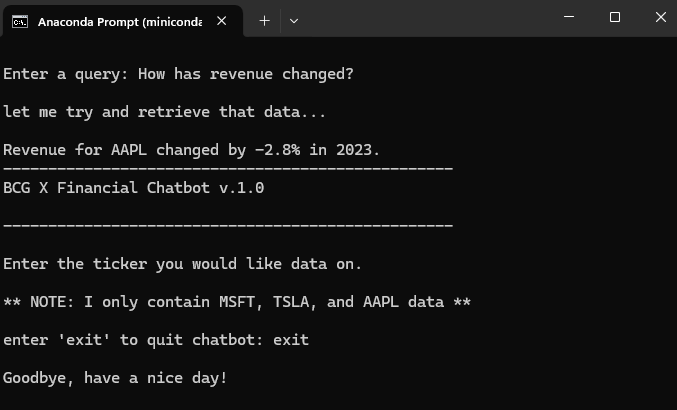 Anaconda Prompt (miniconda
Enter a query: How has revenue changed?
let me try and retrieve that data...
Revenue for AAPL changed by -2.8% in 2023.
--------------------------------------------------
BCG X Financial Chatbot v.1.0
--------------------------------------------------
Enter the ticker you would like data on.
** NOTE: I only contain MSFT, TSLA, and AAPL data **
enter 'exit' to quit chatbot: exit
Goodbye, have a nice day!